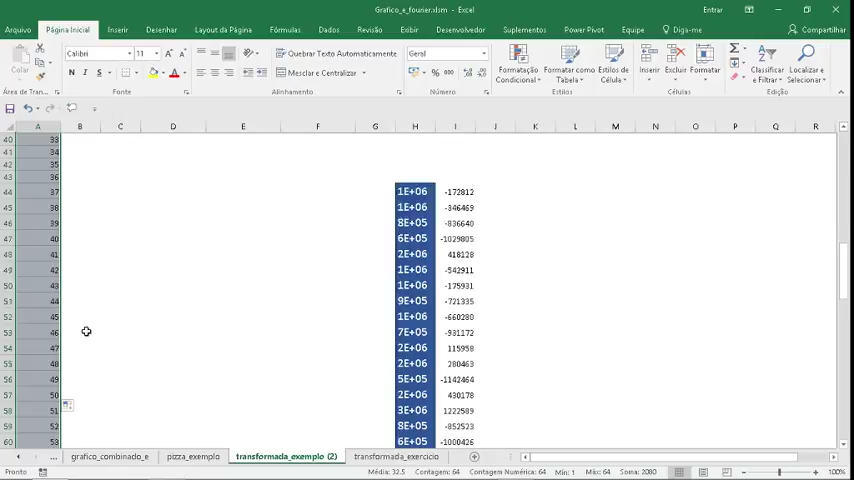 Grafico_e_fourier.xlsm - Excel
Entrar
Arquivo Página Inicial Inserir Desenhar Layout da Página Fórmulas Dados Revisão Exibir Desenvolvedor Suplementos Power Pivot Equipe Diga-me Compartilhar
Colar Calibri 11 Quebrar Texto Automaticamente Geral Formatação Condicional Formatar como Tabela Estilos de Célula Inserir Excluir Formatar Classificar e Filtrar Localizar e Selecionar
N I S Mesclar e Centralizar % 000
Área de Tran... Fonte Alinhamento Número Estilos Células Edição
A B C D E F G H I J K L M N O P Q R
40 33
41 34
42 35
43 36
44 37 1E+06 -172812
45 38 1E+06 -346469
46 39 8E+05 -836640
47 40 6E+05 -1029805
48 41 2E+06 418128
49 42 1E+06 -542911
50 43 1E+06 -175931
51 44 9E+05 -721335
52 45 1E+06 -660280
53 46 7E+05 -931172
54 47 2E+06 115958
55 48 2E+06 280463
56 49 5E+05 -1142464
57 50 2E+06 430178
58 51 3E+06 1222589
59 52 8E+05 -852523
60 53 6E+05 -1000426
... grafico_combinado_e pizza_exemplo transformada_exemplo (2) transformada_exercicio
Pronto Média: 32.5 Contagem: 64 Contagem Numérica: 64 Mín: 1 Máx: 64 Soma: 2080 100%